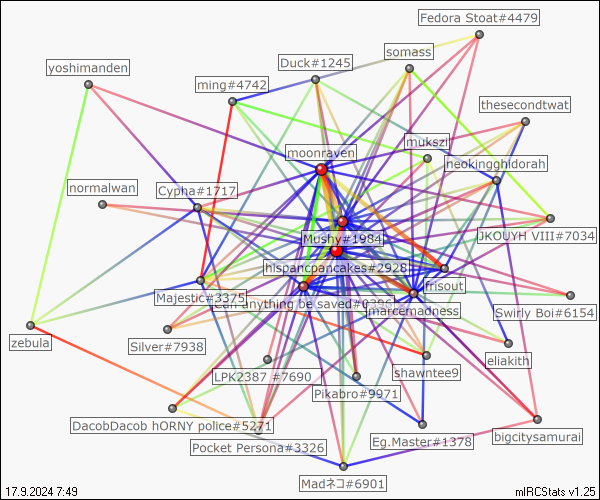 Fedora Stoat#4479
somass
Duck#1245
yoshimanden
ming#4742
thesecondtwat
mukszi
moonraven
neokingghidorah
normalwan
Cypha#1717
JKOUYH VIII#7034
Mushy#1984
hispancpancakes#2928
frisout
Majestic#3375
can anything be saved#0396
marcemadness
Swirly Boi#6154
zebula
Silver#7938
eliakith
shawntee9
LPK2387 #7690
Pikabro#9971
DacobDacob hORNY police#5271
bigcitysamurai
Pocket Persona#3326
Eg.Master#1378
Madネコ#6901
17.9.2024 7:49
mIRCStats v1.25